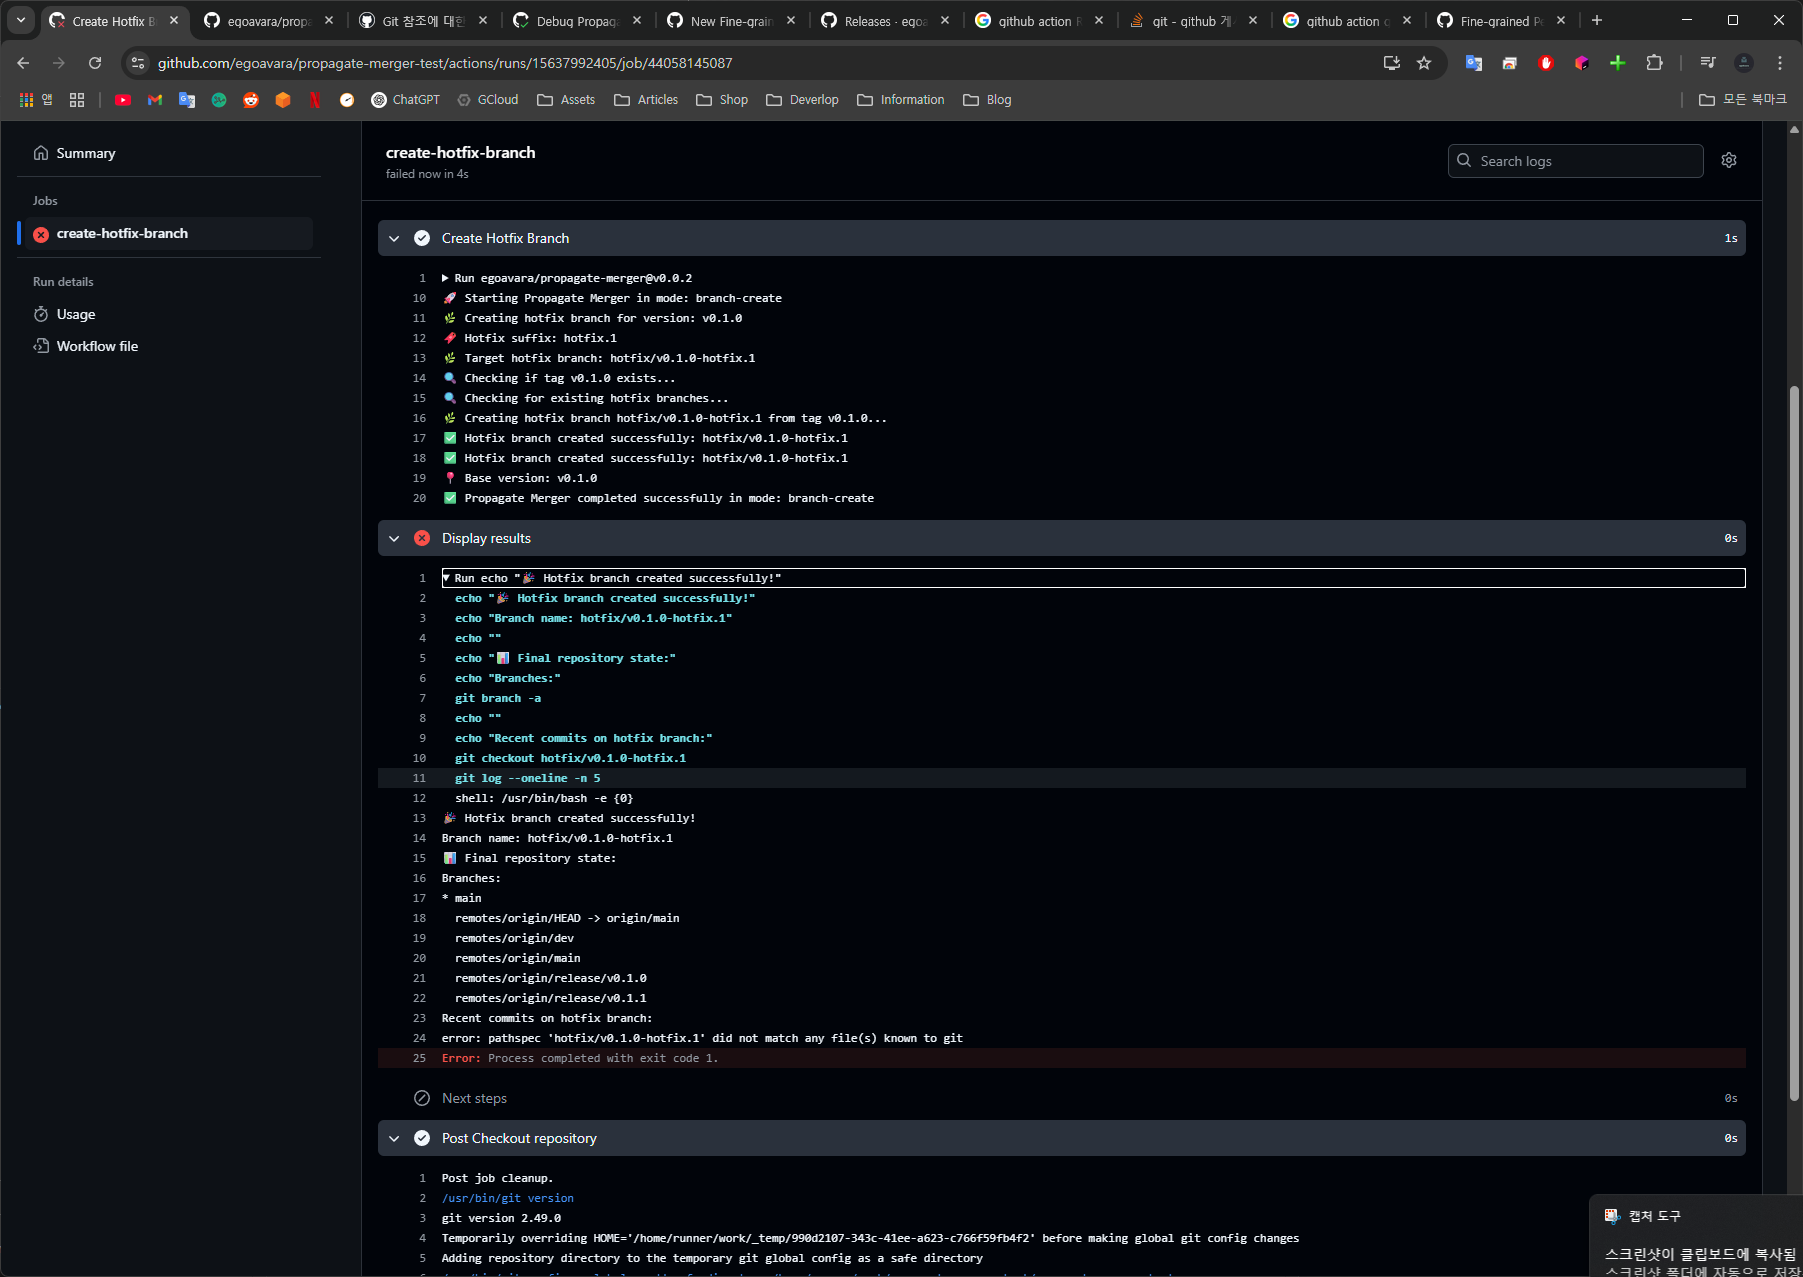 Create Hotfix B
egoavara/propa
Git 참조에 대한
Debug Propaga
New Fine-grain
Releases · egoa
github action R
git - github 게
github action
Fine-grained P
github.com/egoavara/propagate-merger-test/actions/runs/15637992405/job/44058145087
앱
ChatGPT
GCloud
Assets
Articles
Shop
Deverlop
Information
Blog
모든 북마크
Summary
Jobs
create-hotfix-branch
Run details
Usage
Workflow file
create-hotfix-branch
failed now in 4s
Search logs
Create Hotfix Branch 1s
1 Run egoavara/propagate-merger@v0.0.2
10 🚀 Starting Propagate Merger in mode: branch-create
11 🌿 Creating hotfix branch for version: v0.1.0
12 🔖 Hotfix suffix: hotfix.1
13 🌿 Target hotfix branch: hotfix/v0.1.0-hotfix.1
14 🔍 Checking if tag v0.1.0 exists...
15 🔍 Checking for existing hotfix branches...
16 🌿 Creating hotfix branch hotfix/v0.1.0-hotfix.1 from tag v0.1.0...
17 ✅ Hotfix branch created successfully: hotfix/v0.1.0-hotfix.1
18 ✅ Hotfix branch created successfully: hotfix/v0.1.0-hotfix.1
19 📍 Base version: v0.1.0
20 ✅ Propagate Merger completed successfully in mode: branch-create
Display results 0s
1 Run echo "🎉 Hotfix branch created successfully!"
2 echo "🎉 Hotfix branch created successfully!"
3 echo "Branch name: hotfix/v0.1.0-hotfix.1"
4 echo ""
5 echo "📊 Final repository state:"
6 echo "Branches:"
7 git branch -a
8 echo ""
9 echo "Recent commits on hotfix branch:"
10 git checkout hotfix/v0.1.0-hotfix.1
11 git log --oneline -n 5
12 shell: /usr/bin/bash -e {0}
13 🎉 Hotfix branch created successfully!
14 Branch name: hotfix/v0.1.0-hotfix.1
15 📊 Final repository state:
16 Branches:
17 * main
18 remotes/origin/HEAD -> origin/main
19 remotes/origin/dev
20 remotes/origin/main
21 remotes/origin/release/v0.1.0
22 remotes/origin/release/v0.1.1
23 Recent commits on hotfix branch:
24 error: pathspec 'hotfix/v0.1.0-hotfix.1' did not match any file(s) known to git
25 Error: Process completed with exit code 1.
Next steps 0s
Post Checkout repository 0s
1 Post job cleanup.
2 /usr/bin/git version
3 git version 2.49.0
4 Temporarily overriding HOME='/home/runner/work/_temp/990d2107-343c-41ee-a623-c766f59fb4f2' before making global git config changes
5 Adding repository directory to the temporary git global config as a safe directory
캡처 도구
스크린샷이 클립보드에 복사됨
스크린샷 폴더에 자동으로 저장